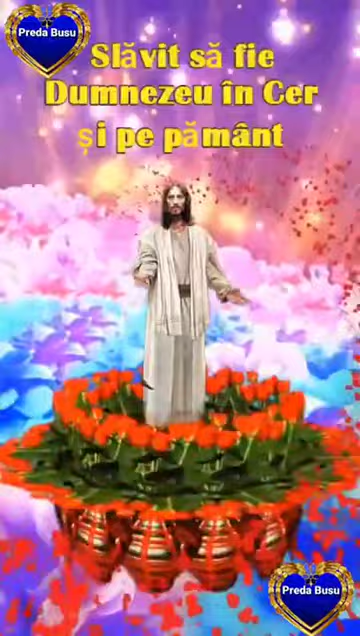 Preda Busu
Slăvit să fie
Dumnezeu în Cer
și pe pământ
Preda Busu